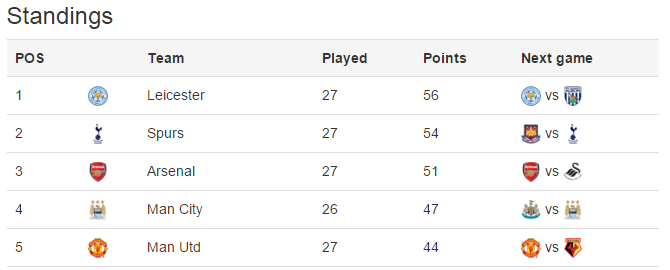 Standings
POS Team Played Points Next game
1 Leicester 27 56 vs
2 Spurs 27 54 vs
3 Arsenal 27 51 vs
4 Man City 26 47 vs
5 Man Utd 27 44 vs